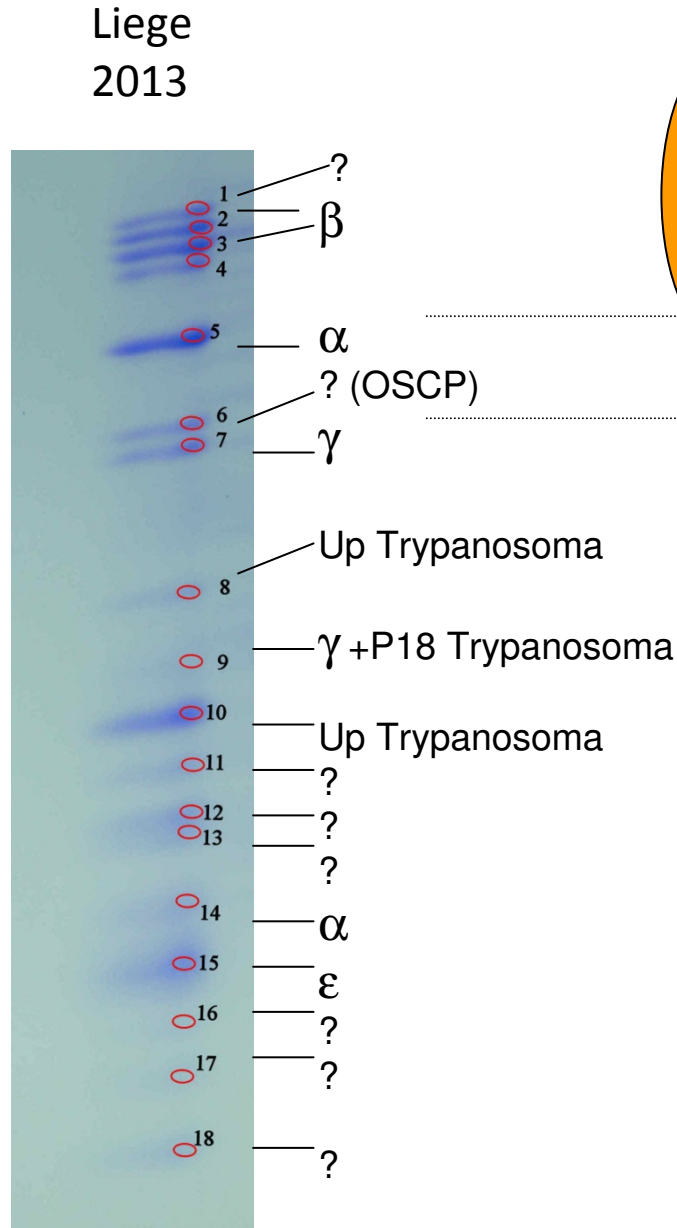 Liege
2013
1
?
2
β
3
4
5
α
? (OSCP)
6
7
γ
Up Trypanosoma
8
γ +P18 Trypanosoma
9
10
Up Trypanosoma
11
?
12
?
13
?
14
α
15
ε
16
?
17
?
18
?